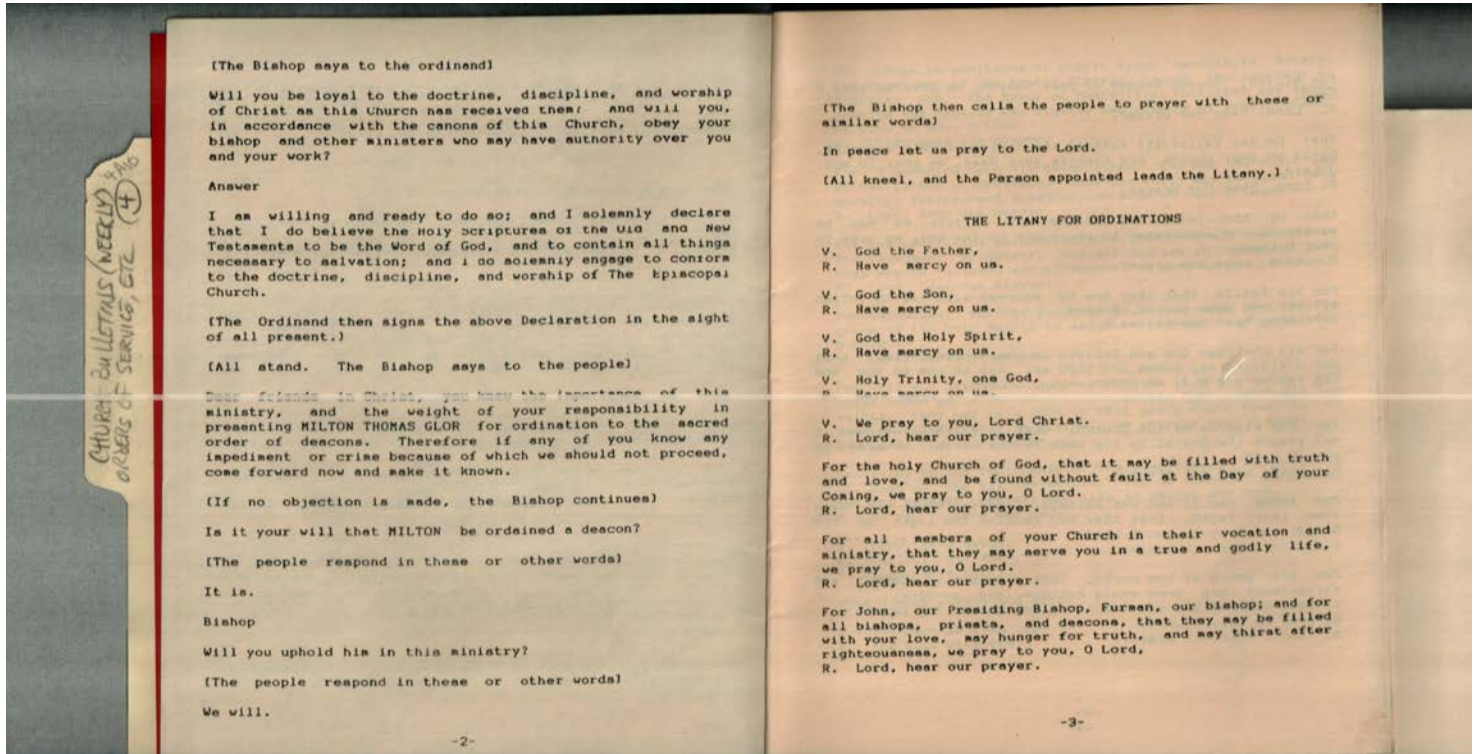 CHURCH BULLETINS (WEEKLY) 4 A10
ORDERS OF SERVICE, ETC (4)
[The Bishop says to the ordinand]
Will you be loyal to the doctrine, discipline, and worship
of Christ as this Church has received them? And will you,
in accordance with the canons of this Church, obey your
bishop and other ministers who may have authority over you
and your work?
Answer
I am willing and ready to do so; and I solemnly declare
that I do believe the Holy Scriptures of the Old and New
Testaments to be the Word of God, and to contain all things
necessary to salvation; and i do solemnly engage to conform
to the doctrine, discipline, and worship of The Episcopal
Church.
(The Ordinand then signs the above Declaration in the sight
of all present.)
(All stand. The Bishop says to the people)
Dear friends in Christ, you know the importance of this
ministry, and the weight of your responsibility in
presenting MILTON THOMAS GLOR for ordination to the sacred
order of deacons. Therefore if any of you know any
impediment or crime because of which we should not proceed,
come forward now and make it known.
(If no objection is made, the Bishop continues)
Is it your will that MILTON be ordained a deacon?
(The people respond in these or other words)
It is.
Bishop
Will you uphold him in this ministry?
(The people respond in these or other words)
We will.
-2-
(The Bishop then calls the people to prayer with these or
similar words)
In peace let us pray to the Lord.
(All kneel, and the Person appointed leads the Litany.)
THE LITANY FOR ORDINATIONS
V. God the Father,
R. Have mercy on us.
V. God the Son,
R. Have mercy on us.
V. God the Holy Spirit,
R. Have mercy on us.
V. Holy Trinity, one God,
R. Have mercy on us.
V. We pray to you, Lord Christ.
R. Lord, hear our prayer.
For the holy Church of God, that it may be filled with truth
and love, and be found without fault at the Day of your
Coming, we pray to you, O Lord.
R. Lord, hear our prayer.
For all members of your Church in their vocation and
ministry, that they may serve you in a true and godly life,
we pray to you, O Lord.
R. Lord, hear our prayer.
For John, our Presiding Bishop, Furman, our bishop; and for
all bishops, priests, and deacons, that they may be filled
with your love, may hunger for truth, and may thirst after
righteousness, we pray to you, O Lord,
R. Lord, hear our prayer.
-3-